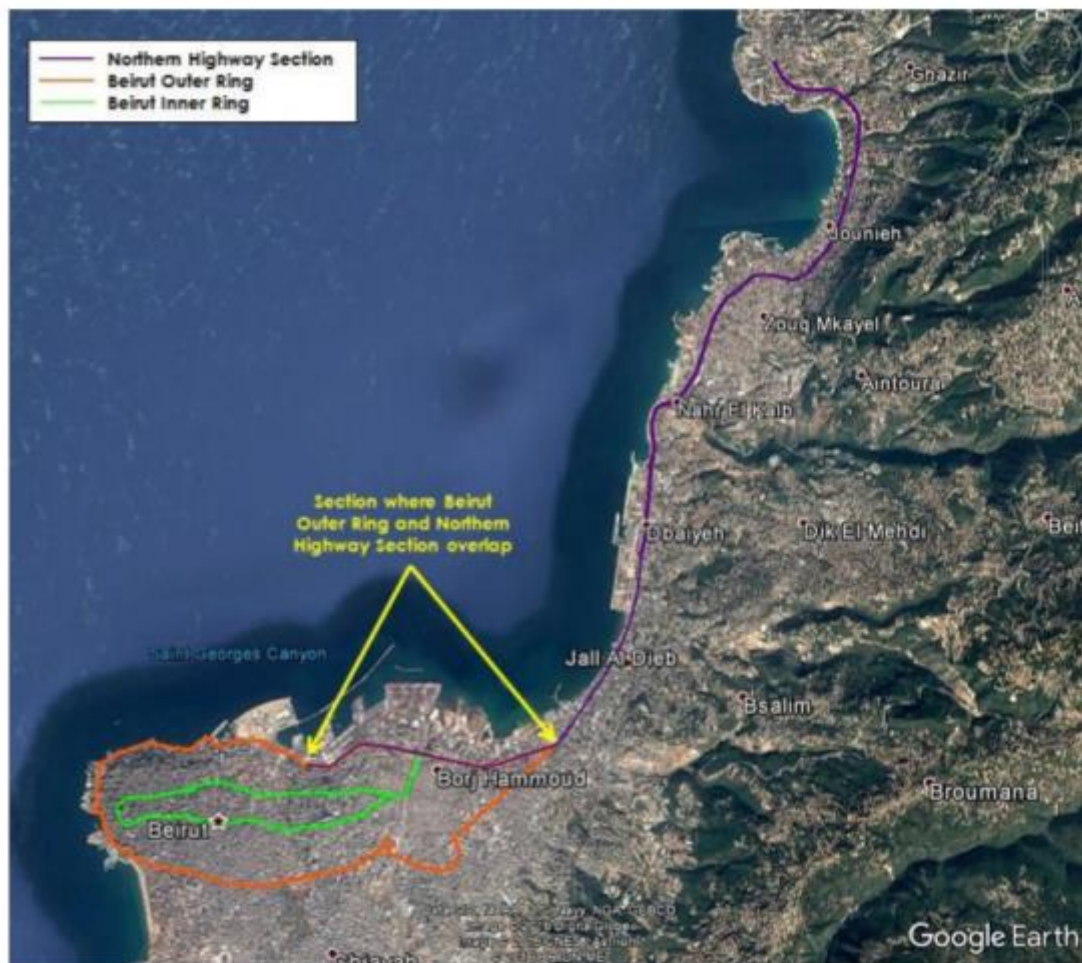 Northern Highway Section
Beirut Outer Ring
Beirut Inner Ring
Ghazir
Jounieh
Zouq Mkayel
Aintoura
Nahr El Kalb
Section where Beirut
Outer Ring and Northern
Highway Section overlap
Dbaiyeh
Dik El Mehdi
Bei
Saint Georges Canyon
Jall Al Dieb
Bsalim
Borj Hammoud
Broumana
Beirut
Google Earth